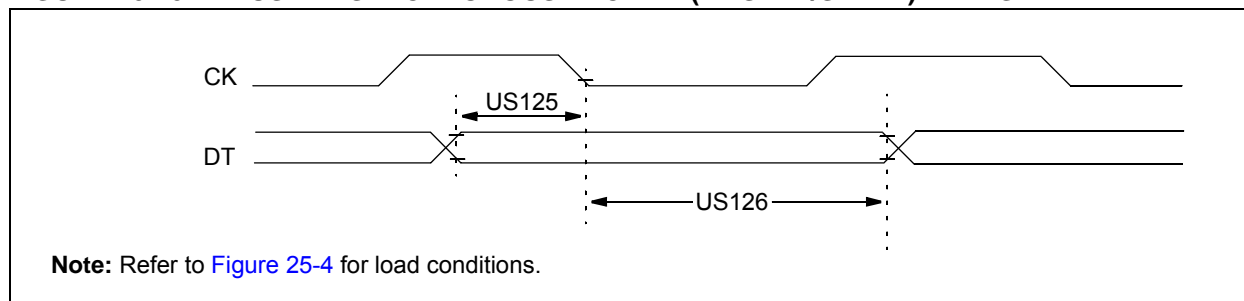 CK
US125
DT
US126
Note: Refer to Figure 25-4 for load conditions.